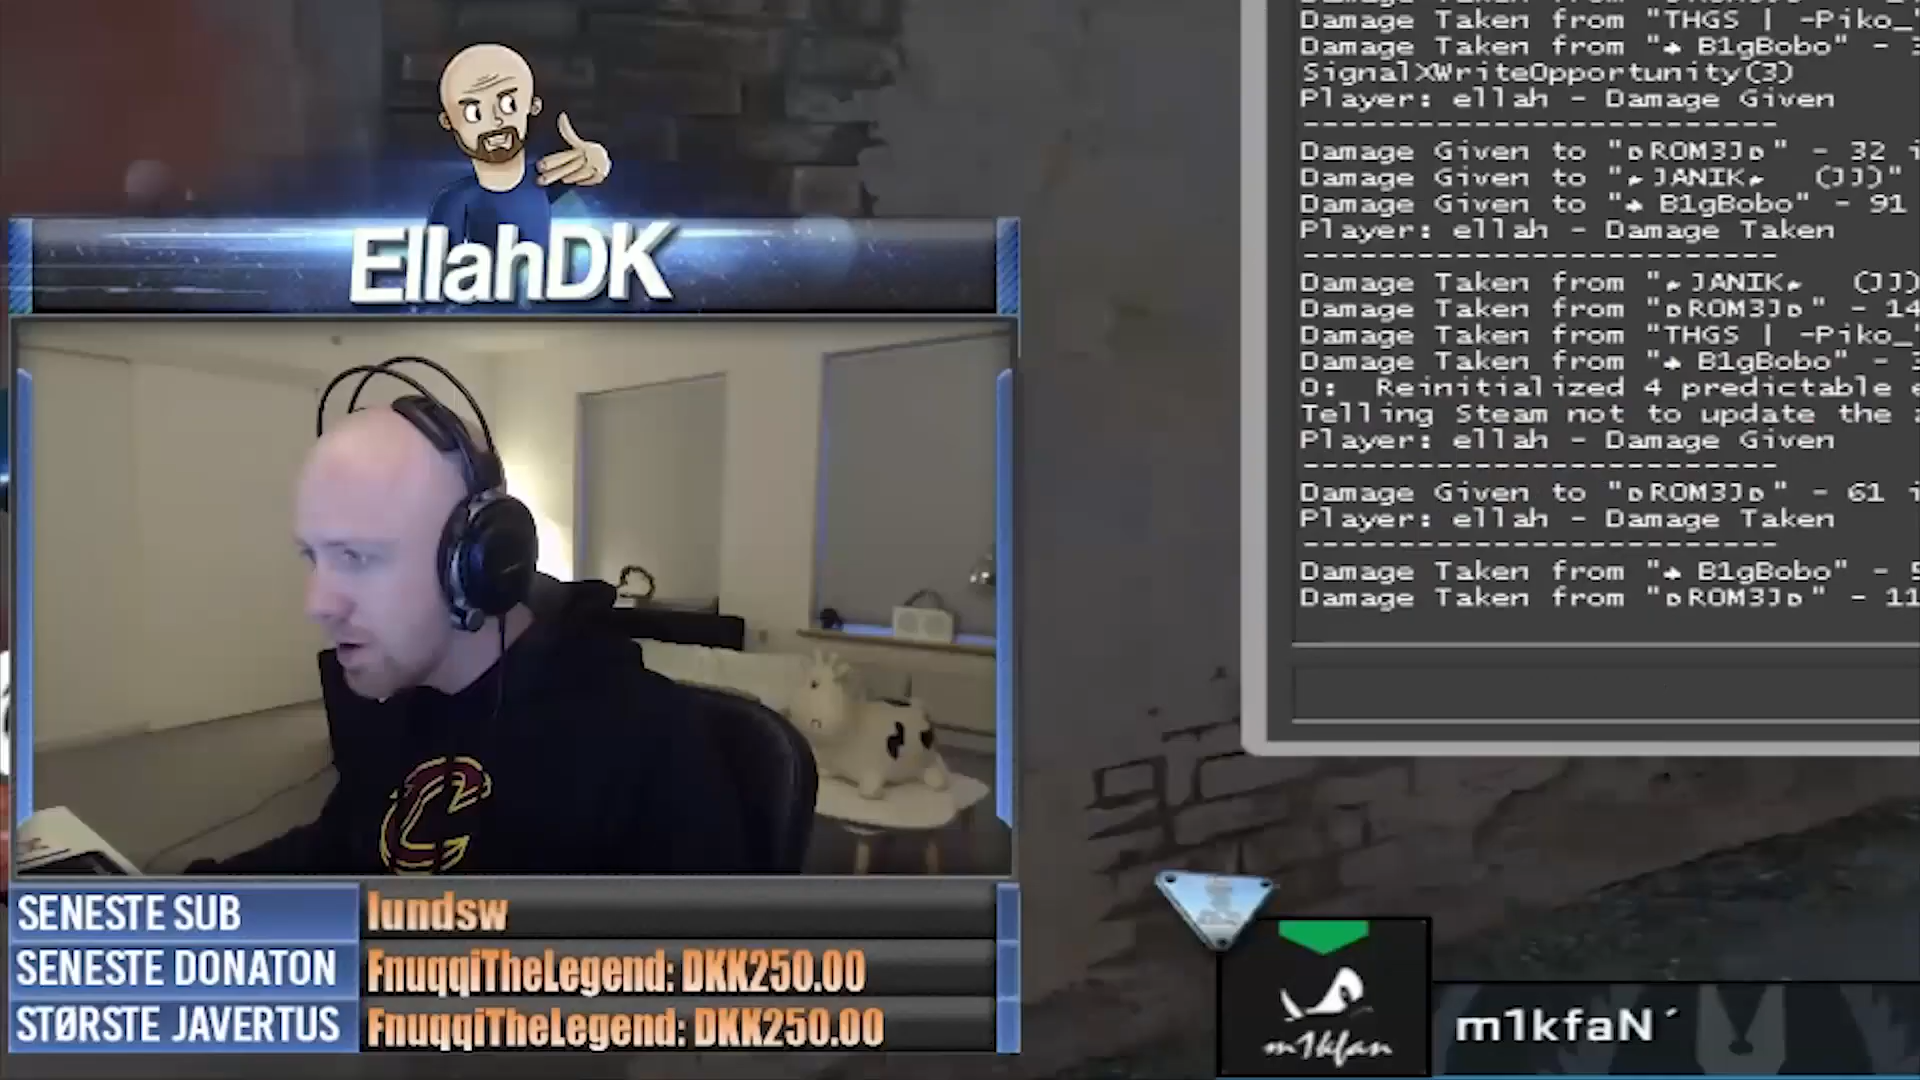 EllahDK
SENESTE SUB lundsw
SENESTE DONATON FnuqqiTheLegend: DKK250.00
STØRSTE JAVERTUS FnuqqiTheLegend: DKK250.00
Damage Taken from "THGS | -Piko_"
Damage Taken from "B1gBobo" -
SignalXWriteOpportunity(3)
Player: ellah - Damage Given
-------------------------
Damage Given to "ᴅROM3Jᴅ" - 32
Damage Given to "JANIK (JJ)"
Damage Given to "B1gBobo" - 91
Player: ellah - Damage Taken
-------------------------
Damage Taken from "JANIK (JJ)
Damage Taken from "ᴅROM3Jᴅ" - 14
Damage Taken from "THGS | -Piko_"
Damage Taken from "B1gBobo" -
0: Reinitialized 4 predictable
Telling Steam not to update the
Player: ellah - Damage Given
-------------------------
Damage Given to "ᴅROM3Jᴅ" - 61
Player: ellah - Damage Taken
-------------------------
Damage Taken from "B1gBobo" -
Damage Taken from "ᴅROM3Jᴅ" - 11
m1kfan
m1kfaN´